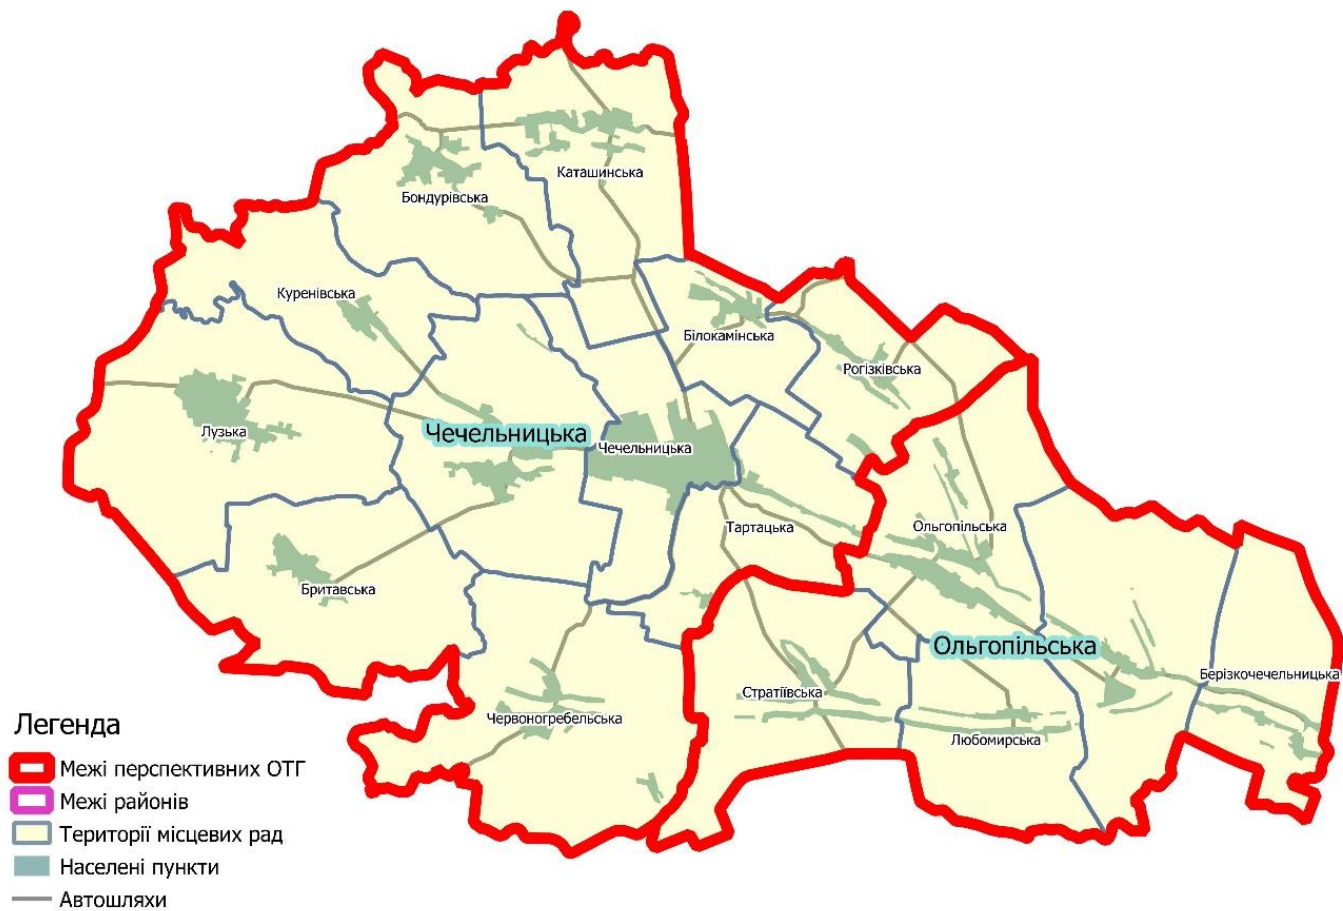 Каташинська
Бондурівська
Куренівська
Білокамінська
Рогізківська
Лузька
Чечельницька
Чечельницька
Тартацька
Ольгопільська
Бритавська
Ольгопільська
Берізкочечельницька
Стратіївська
Червоногребельська
Любомирська
Легенда
Межі перспективних ОТГ
Межі районів
Території місцевих рад
Населені пункти
Автошляхи